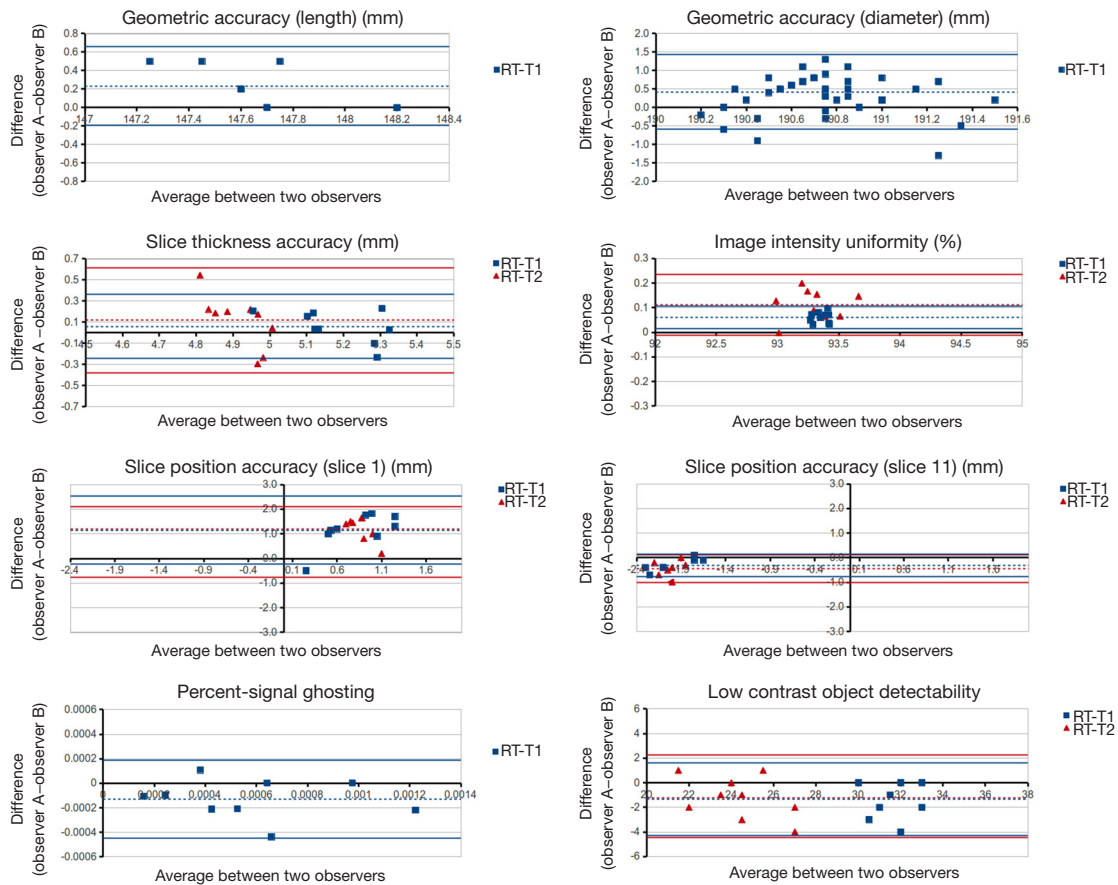 Geometric accuracy (length) (mm)
Difference
(observer A–observer B)
0.8
0.6
0.4
0.2
0.0
-0.2
-0.4
-0.6
-0.8
147 147.2 147.4 147.6 147.8 148 148.2 148.4
RT-T1
Average between two observers
Geometric accuracy (diameter) (mm)
Difference
(observer A–observer B)
2.0
1.5
1.0
0.5
0.0
-0.5
-1.0
-1.5
-2.0
190 190.2 190.4 190.6 190.8 191 191.2 191.4 191.6
RT-T1
Average between two observers
Slice thickness accuracy (mm)
Difference
(observer A–observer B)
0.7
0.5
0.3
0.1
-0.1
-0.3
-0.5
-0.7
4.5 4.6 4.7 4.8 4.9 5 5.1 5.2 5.3 5.4 5.5
RT-T1
RT-T2
Average between two observers
Image intensity uniformity (%)
Difference
(observer A–observer B)
0.3
0.2
0.1
0
-0.1
-0.2
-0.3
92 92.5 93 93.5 94 94.5 95
RT-T1
RT-T2
Average between two observers
Slice position accuracy (slice 1) (mm)
Difference
(observer A–observer B)
3.0
2.0
1.0
0.0
-1.0
-2.0
-3.0
-2.4 -1.9 -1.4 -0.9 -0.4 0.1 0.6 1.1 1.6
RT-T1
RT-T2
Average between two observers
Slice position accuracy (slice 11) (mm)
Difference
(observer A–observer B)
3.0
2.0
1.0
0.0
-1.0
-2.0
-3.0
-2.4 -1.9 -1.4 -0.9 -0.4 0.1 0.6 1.1 1.6
RT-T1
RT-T2
Average between two observers
Percent-signal ghosting
Difference
(observer A–observer B)
0.0006
0.0004
0.0002
0
-0.0002
-0.0004
-0.0006
0 0.0002 0.0004 0.0006 0.0008 0.001 0.0012 0.0014
RT-T1
Average between two observers
Low contrast object detectability
Difference
(observer A–observer B)
6
4
2
0
-2
-4
-6
20 22 24 26 28 30 32 34 36 38
RT-T1
RT-T2
Average between two observers